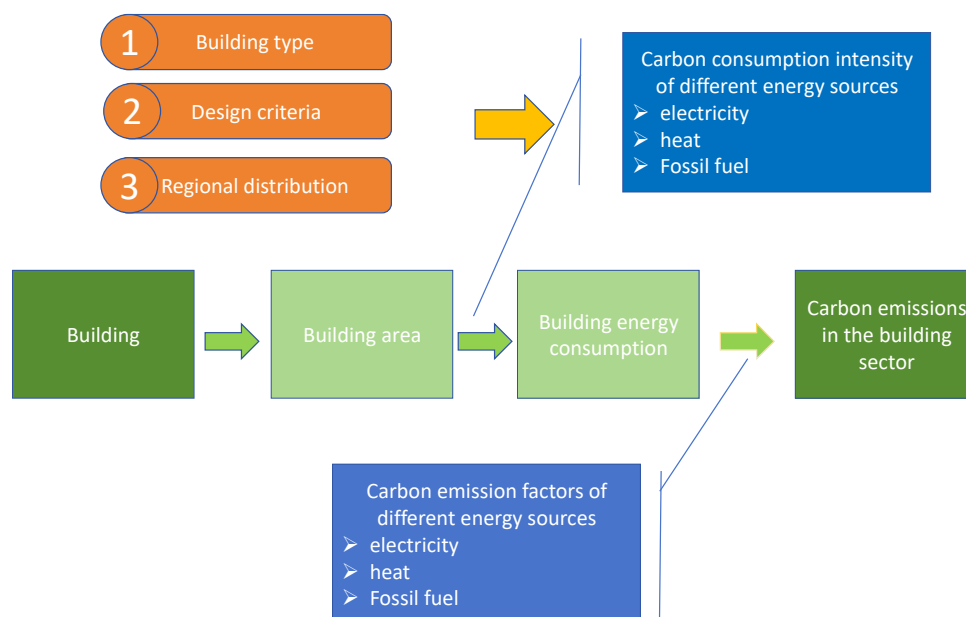 1 Building type
2 Design criteria
3 Regional distribution
Carbon consumption intensity
of different energy sources
➢ electricity
➢ heat
➢ Fossil fuel
Building
Building area
Building energy
consumption
Carbon emissions
in the building
sector
Carbon emission factors of
different energy sources
➢ electricity
➢ heat
➢ Fossil fuel